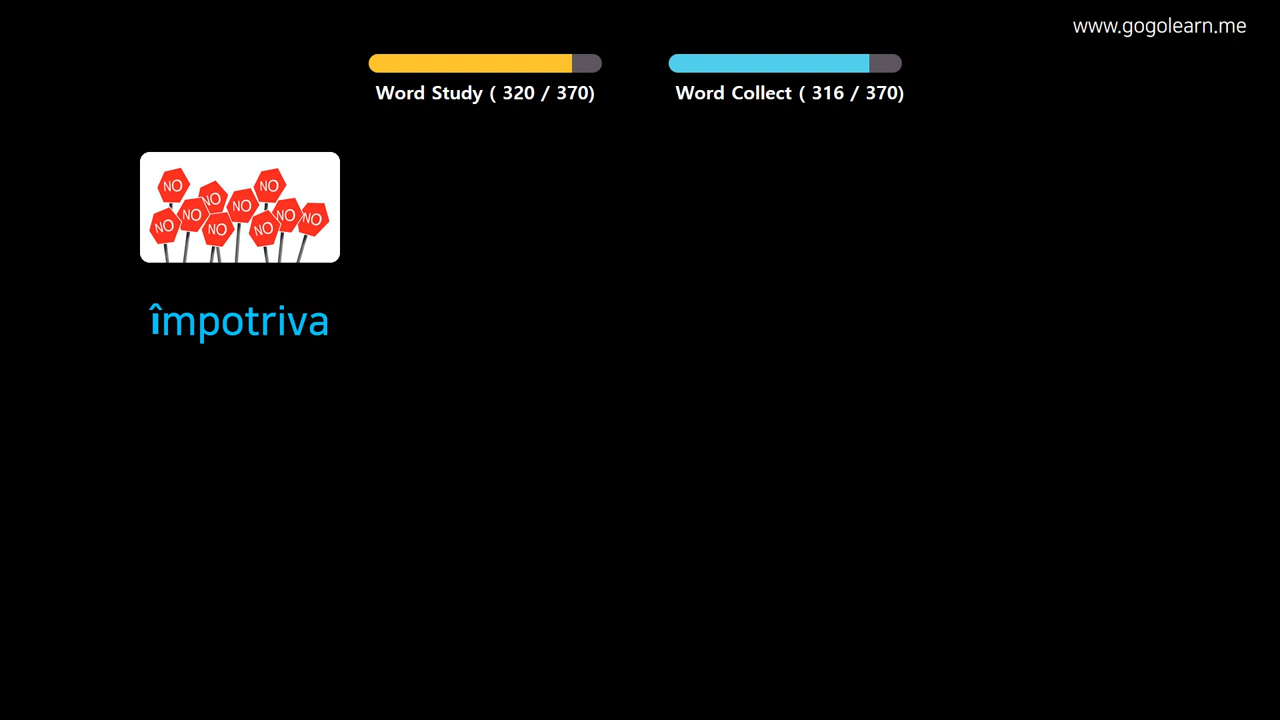 www.gogolearn.me
Word Study ( 320 / 370)
Word Collect ( 316 / 370)
NO NO
NO NO
NO NO NO
NO NO NO NO
împotriva